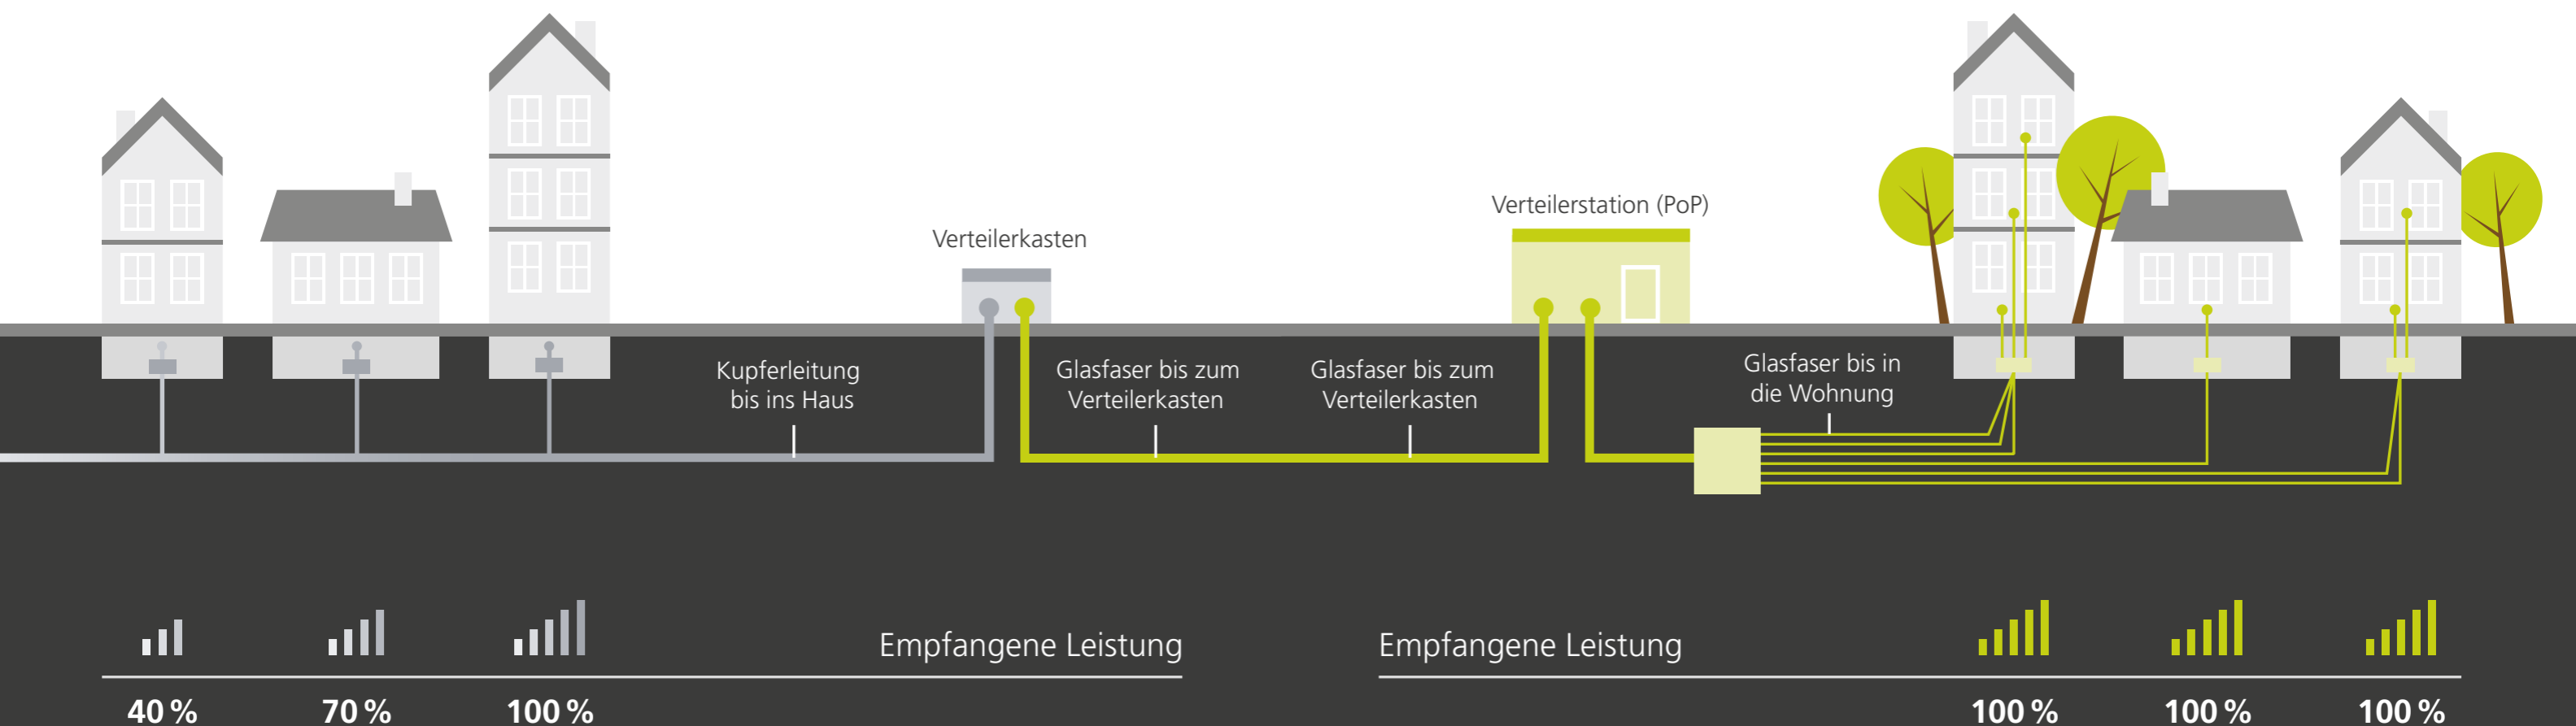 Verteilerkasten
Verteilerstation (PoP)
Kupferleitung
bis ins Haus
Glasfaser bis zum
Verteilerkasten
Glasfaser bis zum
Verteilerkasten
Glasfaser bis in
die Wohnung
Empfangene Leistung
40 %
70 %
100 %
Empfangene Leistung
100 %
100 %
100 %